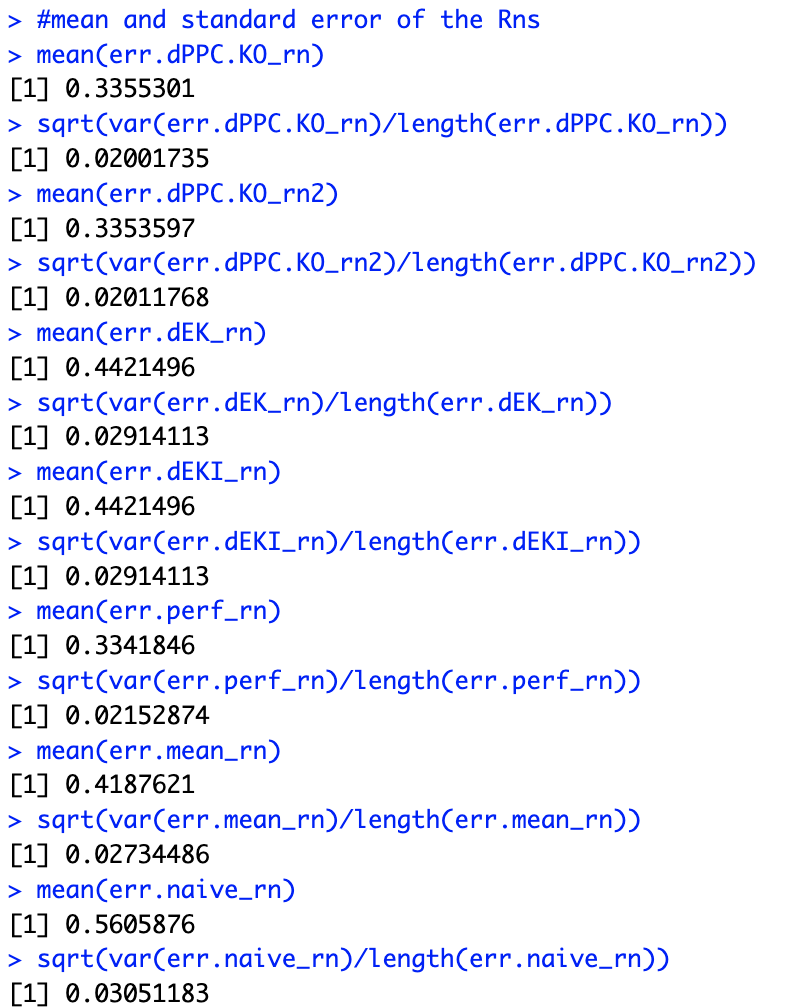 > #mean and standard error of the Rns
> mean(err.dPPC.KO_rn)
[1] 0.3355301
> sqrt(var(err.dPPC.KO_rn)/length(err.dPPC.KO_rn))
[1] 0.02001735
> mean(err.dPPC.KO_rn2)
[1] 0.3353597
> sqrt(var(err.dPPC.KO_rn2)/length(err.dPPC.KO_rn2))
[1] 0.02011768
> mean(err.dEK_rn)
[1] 0.4421496
> sqrt(var(err.dEK_rn)/length(err.dEK_rn))
[1] 0.02914113
> mean(err.dEKI_rn)
[1] 0.4421496
> sqrt(var(err.dEKI_rn)/length(err.dEKI_rn))
[1] 0.02914113
> mean(err.perf_rn)
[1] 0.3341846
> sqrt(var(err.perf_rn)/length(err.perf_rn))
[1] 0.02152874
> mean(err.mean_rn)
[1] 0.4187621
> sqrt(var(err.mean_rn)/length(err.mean_rn))
[1] 0.02734486
> mean(err.naive_rn)
[1] 0.5605876
> sqrt(var(err.naive_rn)/length(err.naive_rn))
[1] 0.03051183